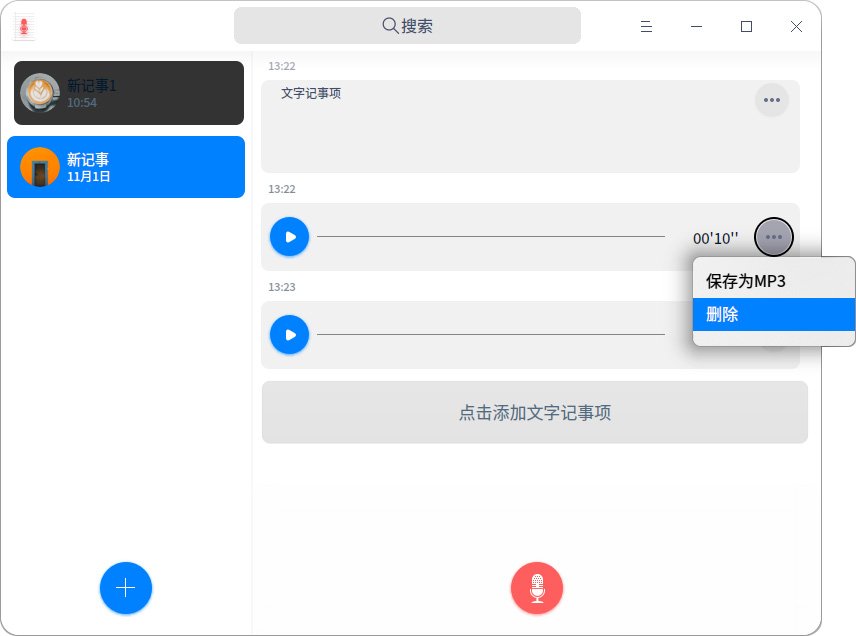 搜索
新记事1
10:54
新记事
11月1日
13:22
文字记事项
13:22
00'10''
保存为MP3
删除
13:23
点击添加文字记事项